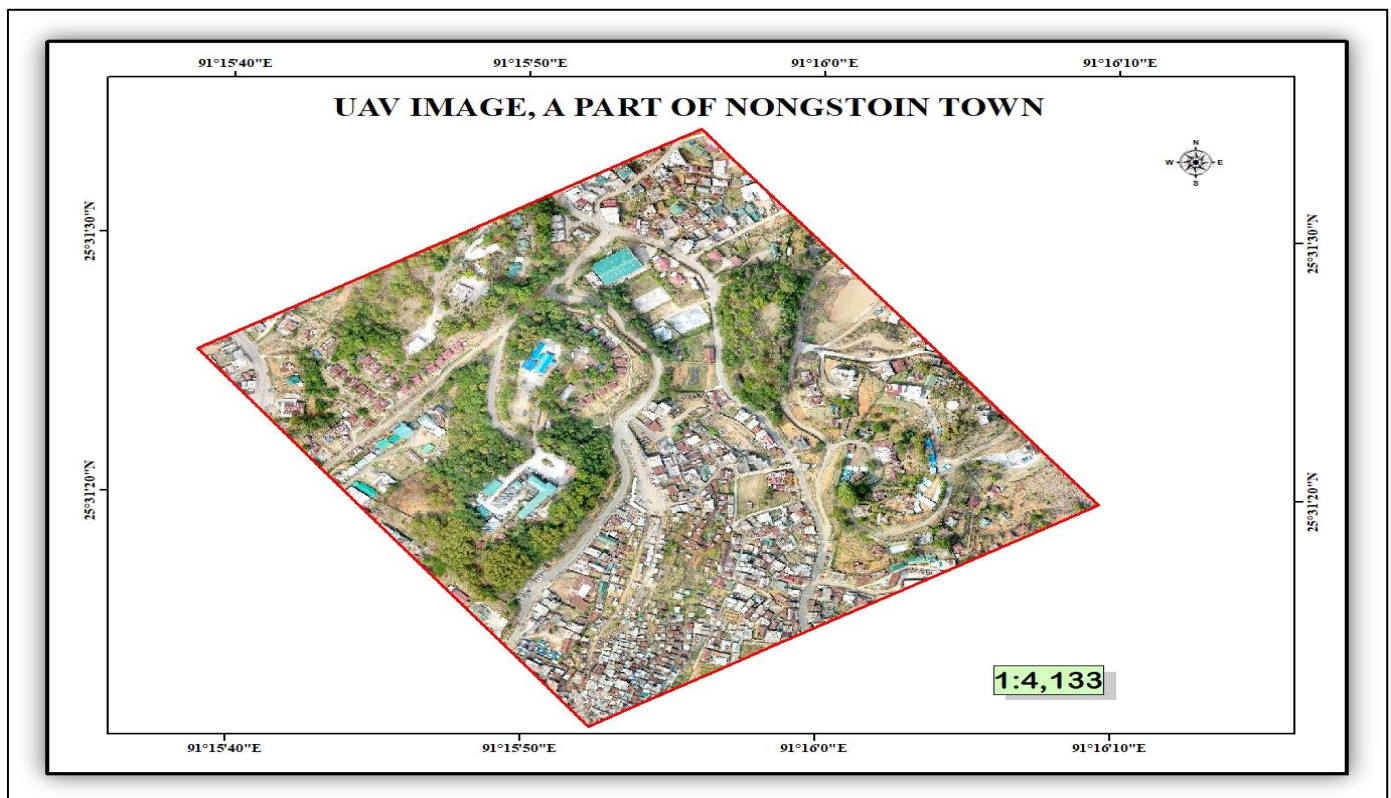 91°15'40"E 91°15'50"E 91°16'0"E 91°16'10"E
UAV IMAGE, A PART OF NONGSTOIN TOWN
N
W E
S
25°31'30"N 25°31'30"N
25°31'20"N 25°31'20"N
1:4,133
91°15'40"E 91°15'50"E 91°16'0"E 91°16'10"E